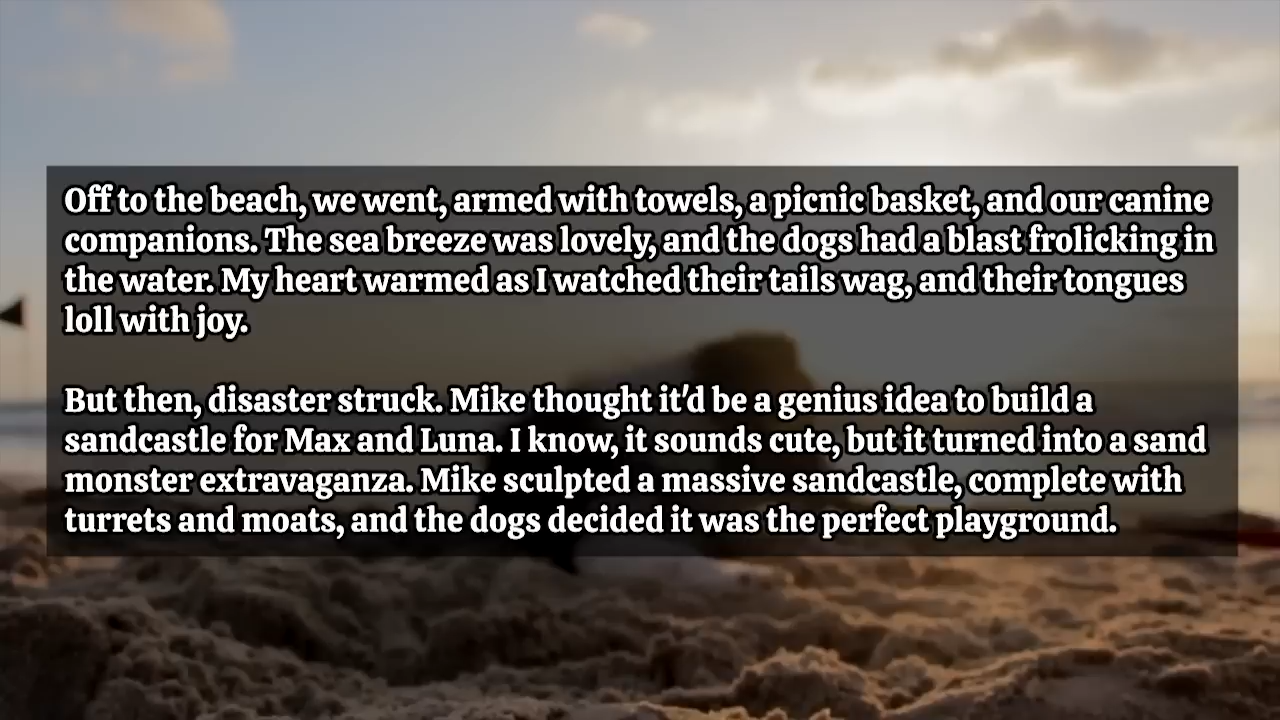 Off to the beach, we went, armed with towels, a picnic basket, and our canine
companions. The sea breeze was lovely, and the dogs had a blast frolicking in
the water. My heart warmed as I watched their tails wag, and their tongues
loll with joy.
But then, disaster struck. Mike thought it'd be a genius idea to build a
sandcastle for Max and Luna. I know, it sounds cute, but it turned into a sand
monster extravaganza. Mike sculpted a massive sandcastle, complete with
turrets and moats, and the dogs decided it was the perfect playground.